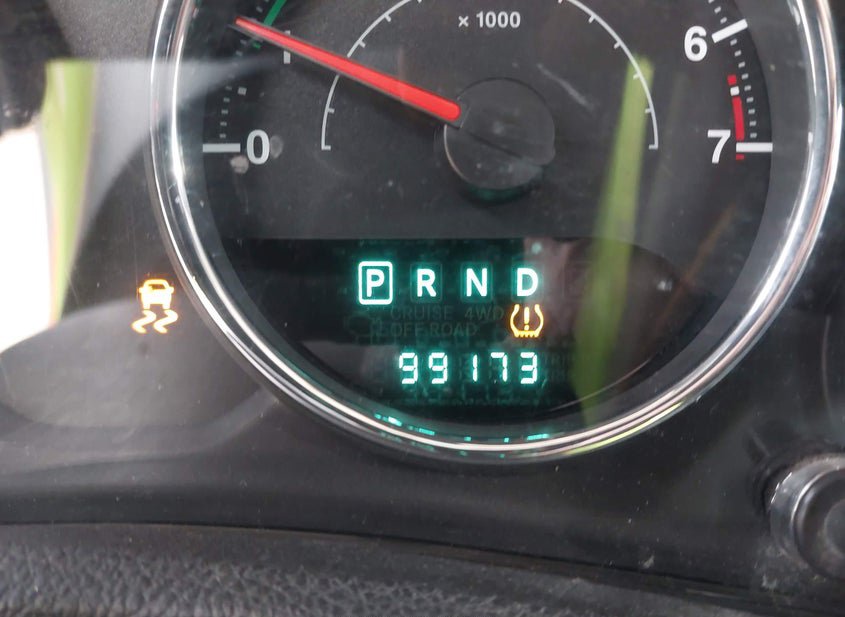 × 1000
6
0
7
P R N D
CRUISE 4WD
OFF ROAD
99173